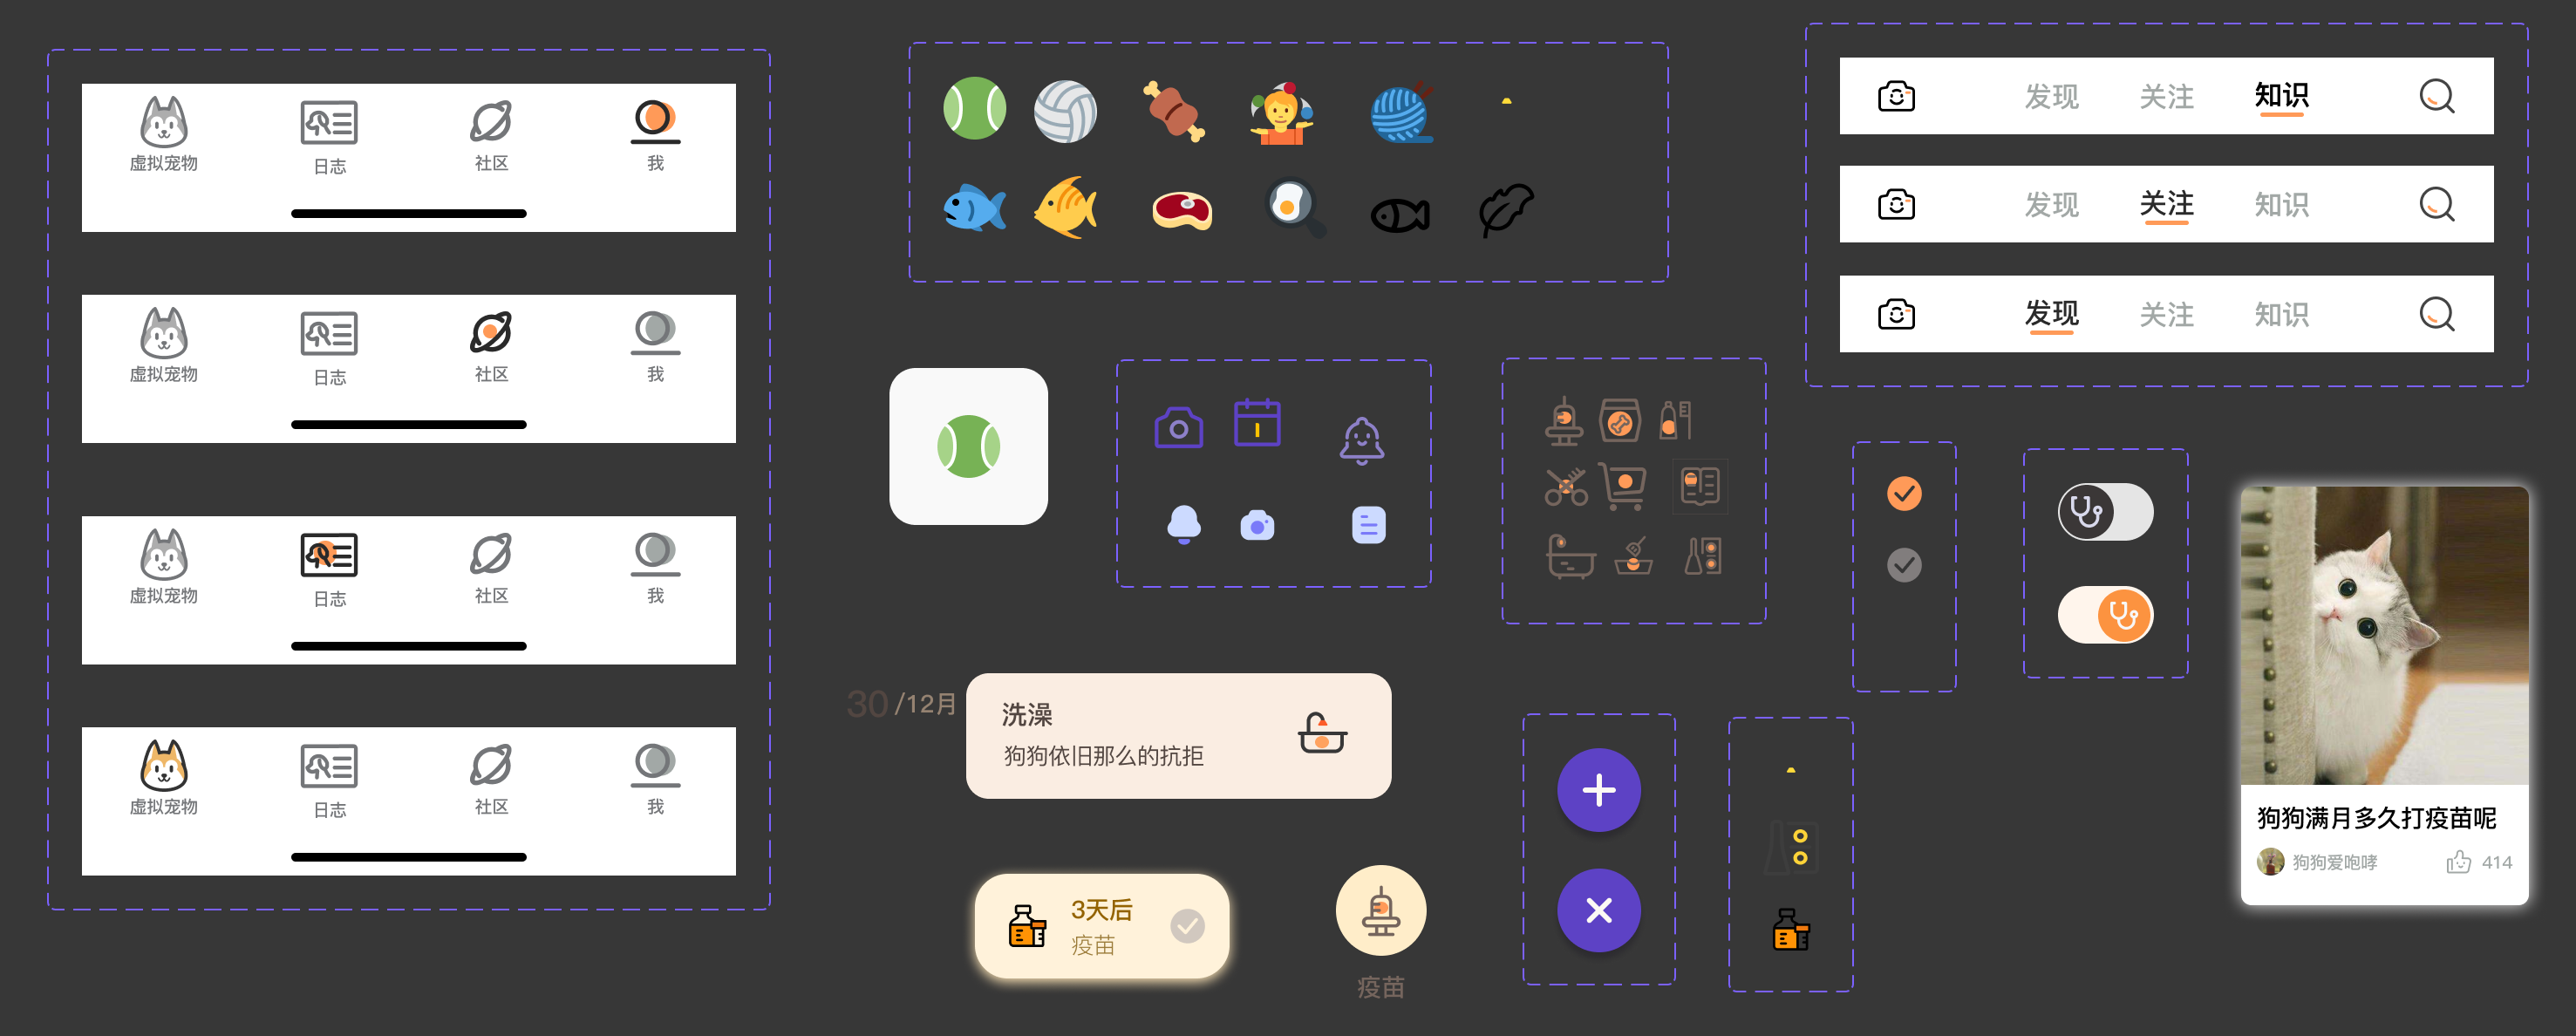 虚拟宠物 日志 社区 我
虚拟宠物 日志 社区 我
虚拟宠物 日志 社区 我
虚拟宠物 日志 社区 我
发现 关注 知识
发现 关注 知识
发现 关注 知识
30 /12月
洗澡
狗狗依旧那么的抗拒
3天后
疫苗
疫苗
狗狗满月多久打疫苗呢
狗狗爱咆哮 414